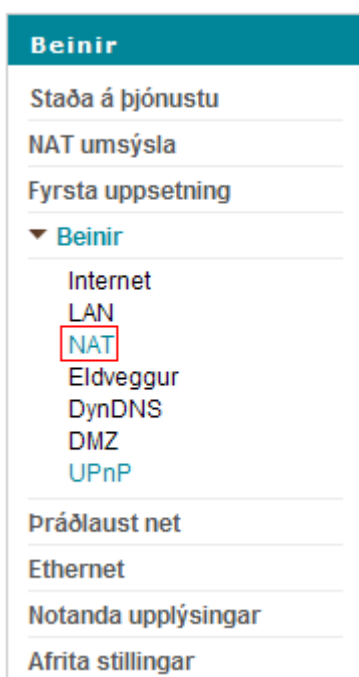 Beinir
Staða á þjónustu
NAT umsýsla
Fyrsta uppsetning
Beinir
Internet
LAN
NAT
Eldveggur
DynDNS
DMZ
UPnP
Þráðlaust net
Ethernet
Notanda upplýsingar
Afrita stillingar